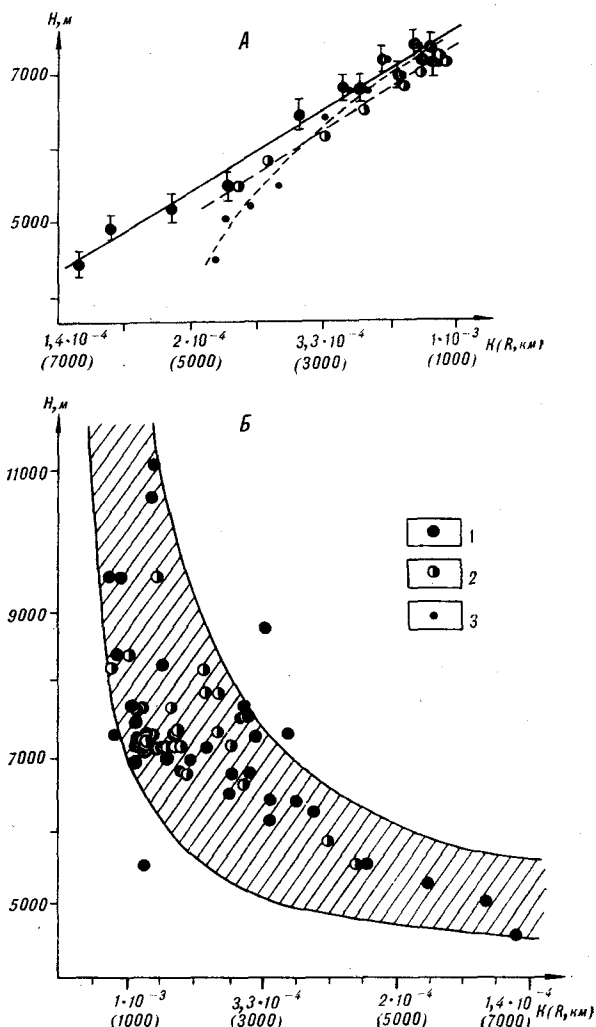 H, м
А
7000
5000
1,4·10⁻⁴ 2·10⁻⁴ 3,3·10⁻⁴ 1·10⁻³ К(R, км)
(7000) (5000) (3000) (1000)
H, м
Б
11000
9000
7000
5000
1
2
3
1·10⁻³ 3,3·10⁻⁴ 2·10⁻⁴ 1,4·10⁻⁴ К(R, км)
(1000) (3000) (5000) (7000)